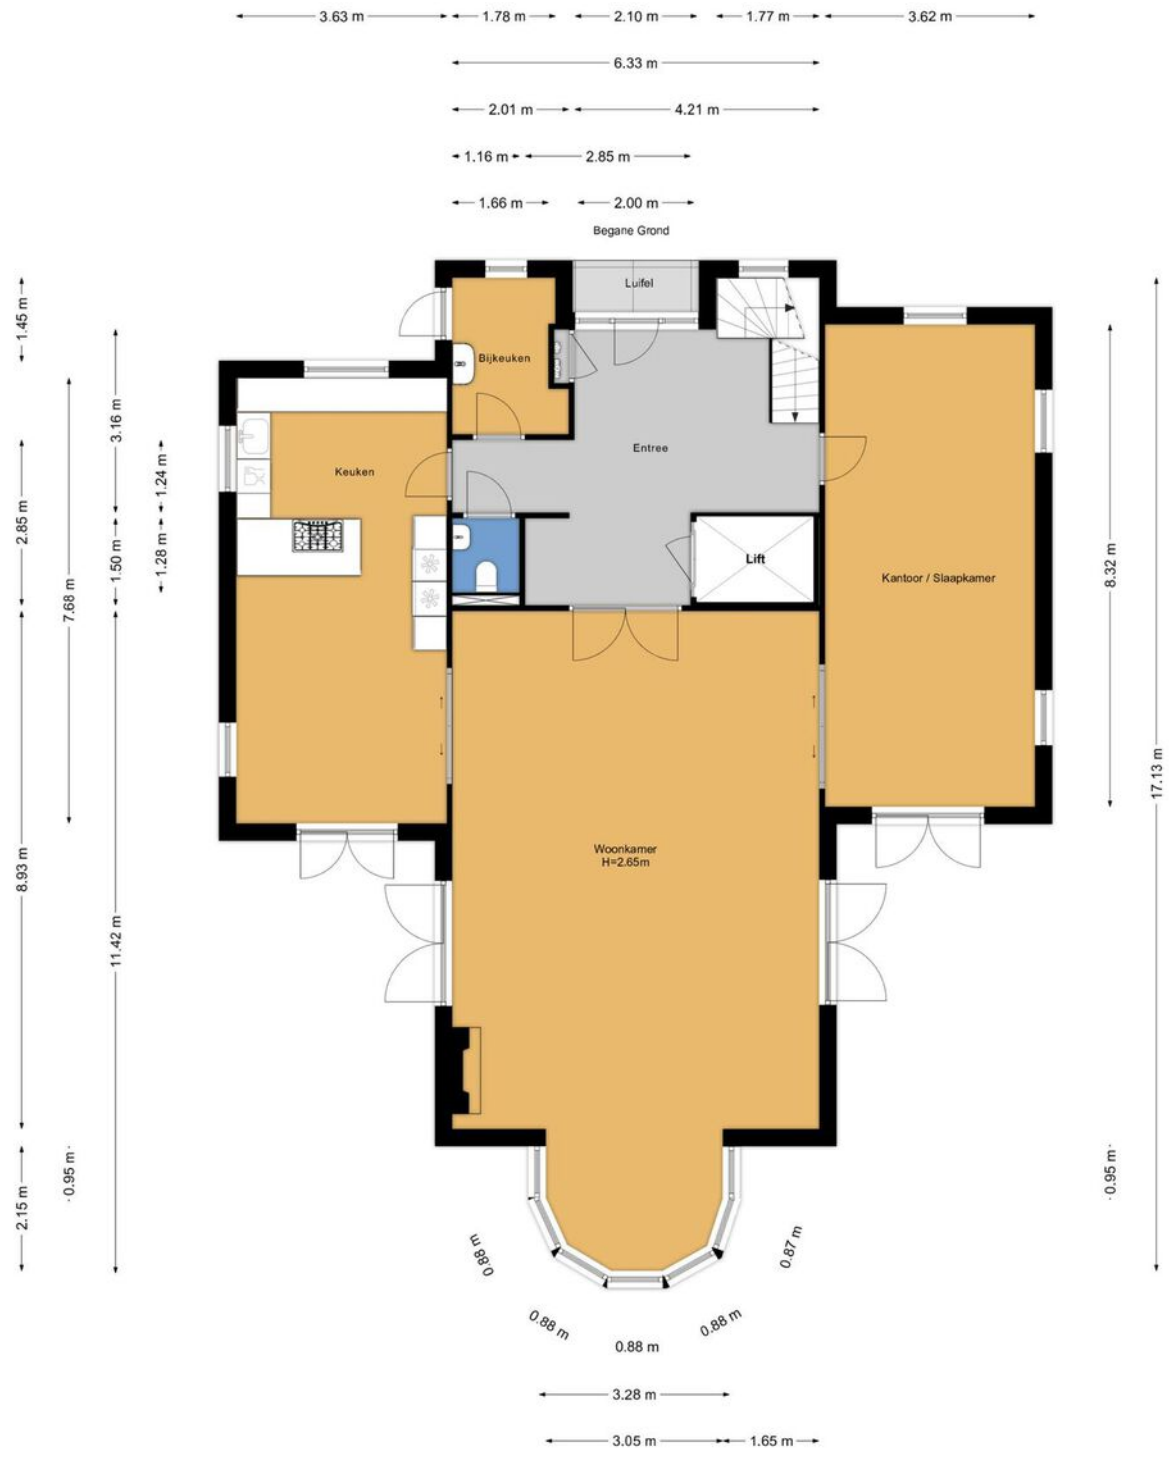 3.63 m
1.78 m
2.10 m
1.77 m
3.62 m
6.33 m
2.01 m
4.21 m
1.16 m
2.85 m
1.66 m
2.00 m
Begane Grond
Luifel
1.45 m
Bijkeuken
3.16 m
Entree
Keuken
1.24 m
2.85 m
1.28 m
1.50 m
Lift
Kantoor / Slaapkamer
8.32 m
7.68 m
17.13 m
Woonkamer
H=2.65m
8.93 m
11.42 m
0.95 m
0.95 m
2.15 m
0.88 m
0.87 m
0.88 m
0.88 m
0.88 m
3.28 m
3.05 m
1.65 m